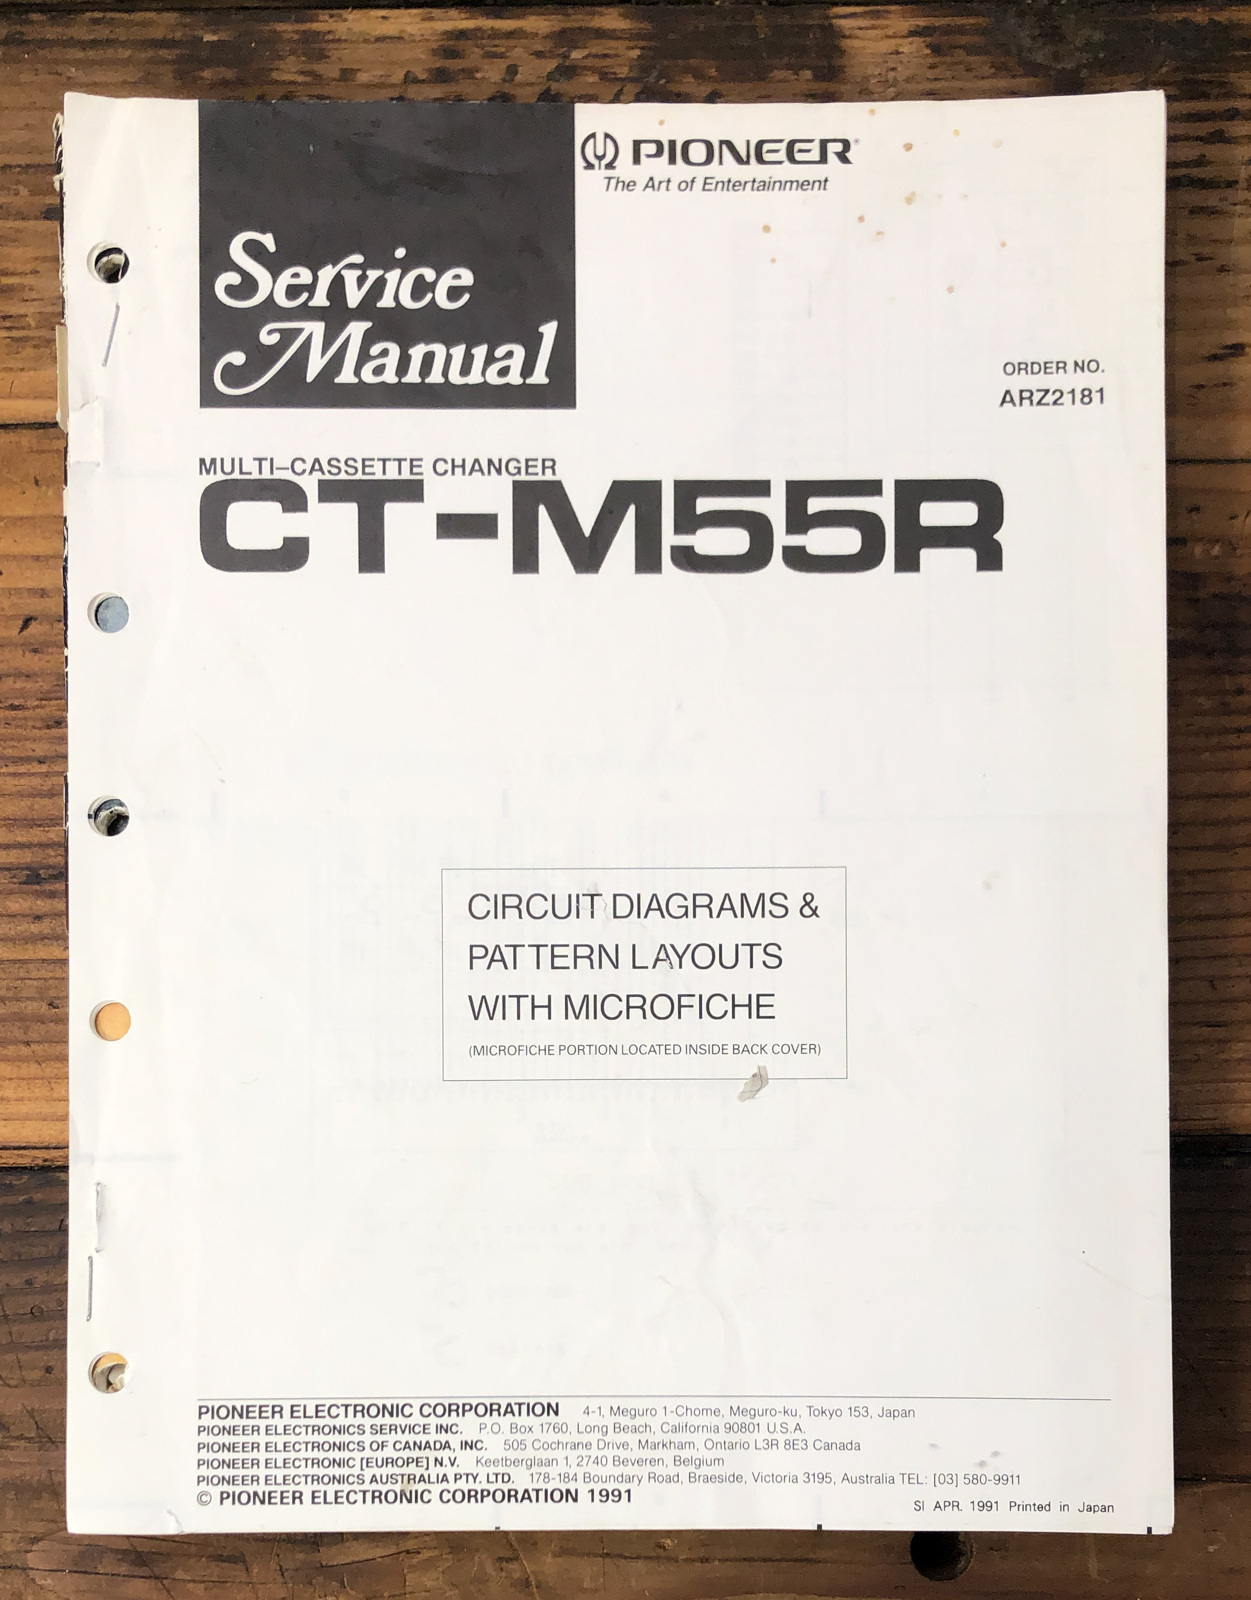 PIONEER®
The Art of Entertainment
Service
Manual
ORDER NO.
ARZ2181
MULTI-CASSETTE CHANGER
CT-M55R
CIRCUIT DIAGRAMS &
PATTERN LAYOUTS
WITH MICROFICHE
(MICROFICHE PORTION LOCATED INSIDE BACK COVER)
PIONEER ELECTRONIC CORPORATION 4-1, Meguro 1-Chome, Meguro-ku, Tokyo 153, Japan
PIONEER ELECTRONICS SERVICE INC. P.O. Box 1760, Long Beach, California 90801 U.S.A.
PIONEER ELECTRONICS OF CANADA, INC. 505 Cochrane Drive, Markham, Ontario L3R 8E3 Canada
PIONEER ELECTRONIC [EUROPE] N.V. Keetberglaan 1, 2740 Beveren, Belgium
PIONEER ELECTRONICS AUSTRALIA PTY. LTD. 178-184 Boundary Road, Braeside, Victoria 3195, Australia TEL: [03] 580-9911
© PIONEER ELECTRONIC CORPORATION 1991
SI APR. 1991 Printed in Japan